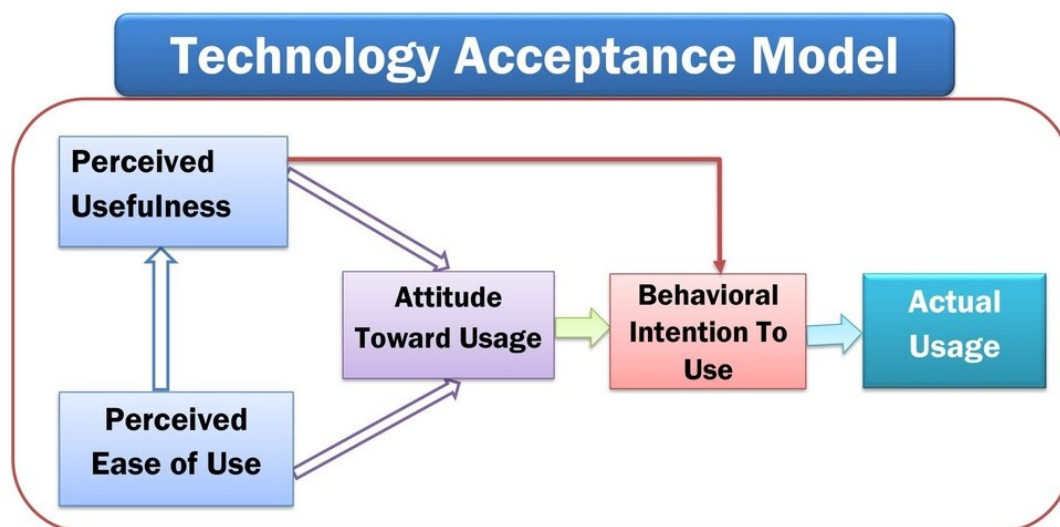 Technology Acceptance Model
Perceived
Usefulness
Attitude
Toward Usage
Behavioral
Intention To
Use
Actual
Usage
Perceived
Ease of Use